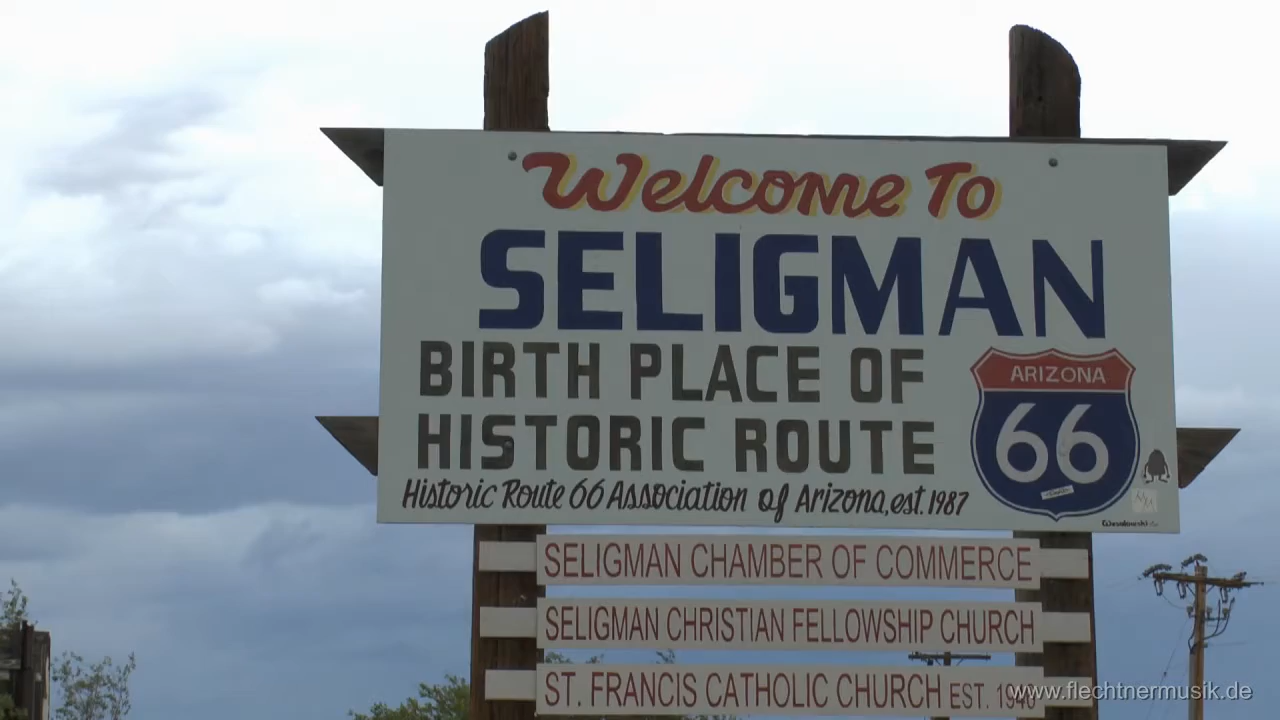 Welcome To
SELIGMAN
BIRTH PLACE OF
HISTORIC ROUTE
ARIZONA
66
Historic Route 66 Association of Arizona, est. 1987
SELIGMAN CHAMBER OF COMMERCE
SELIGMAN CHRISTIAN FELLOWSHIP CHURCH
ST. FRANCIS CATHOLIC CHURCH EST. 1940
www.flechtnermusik.de